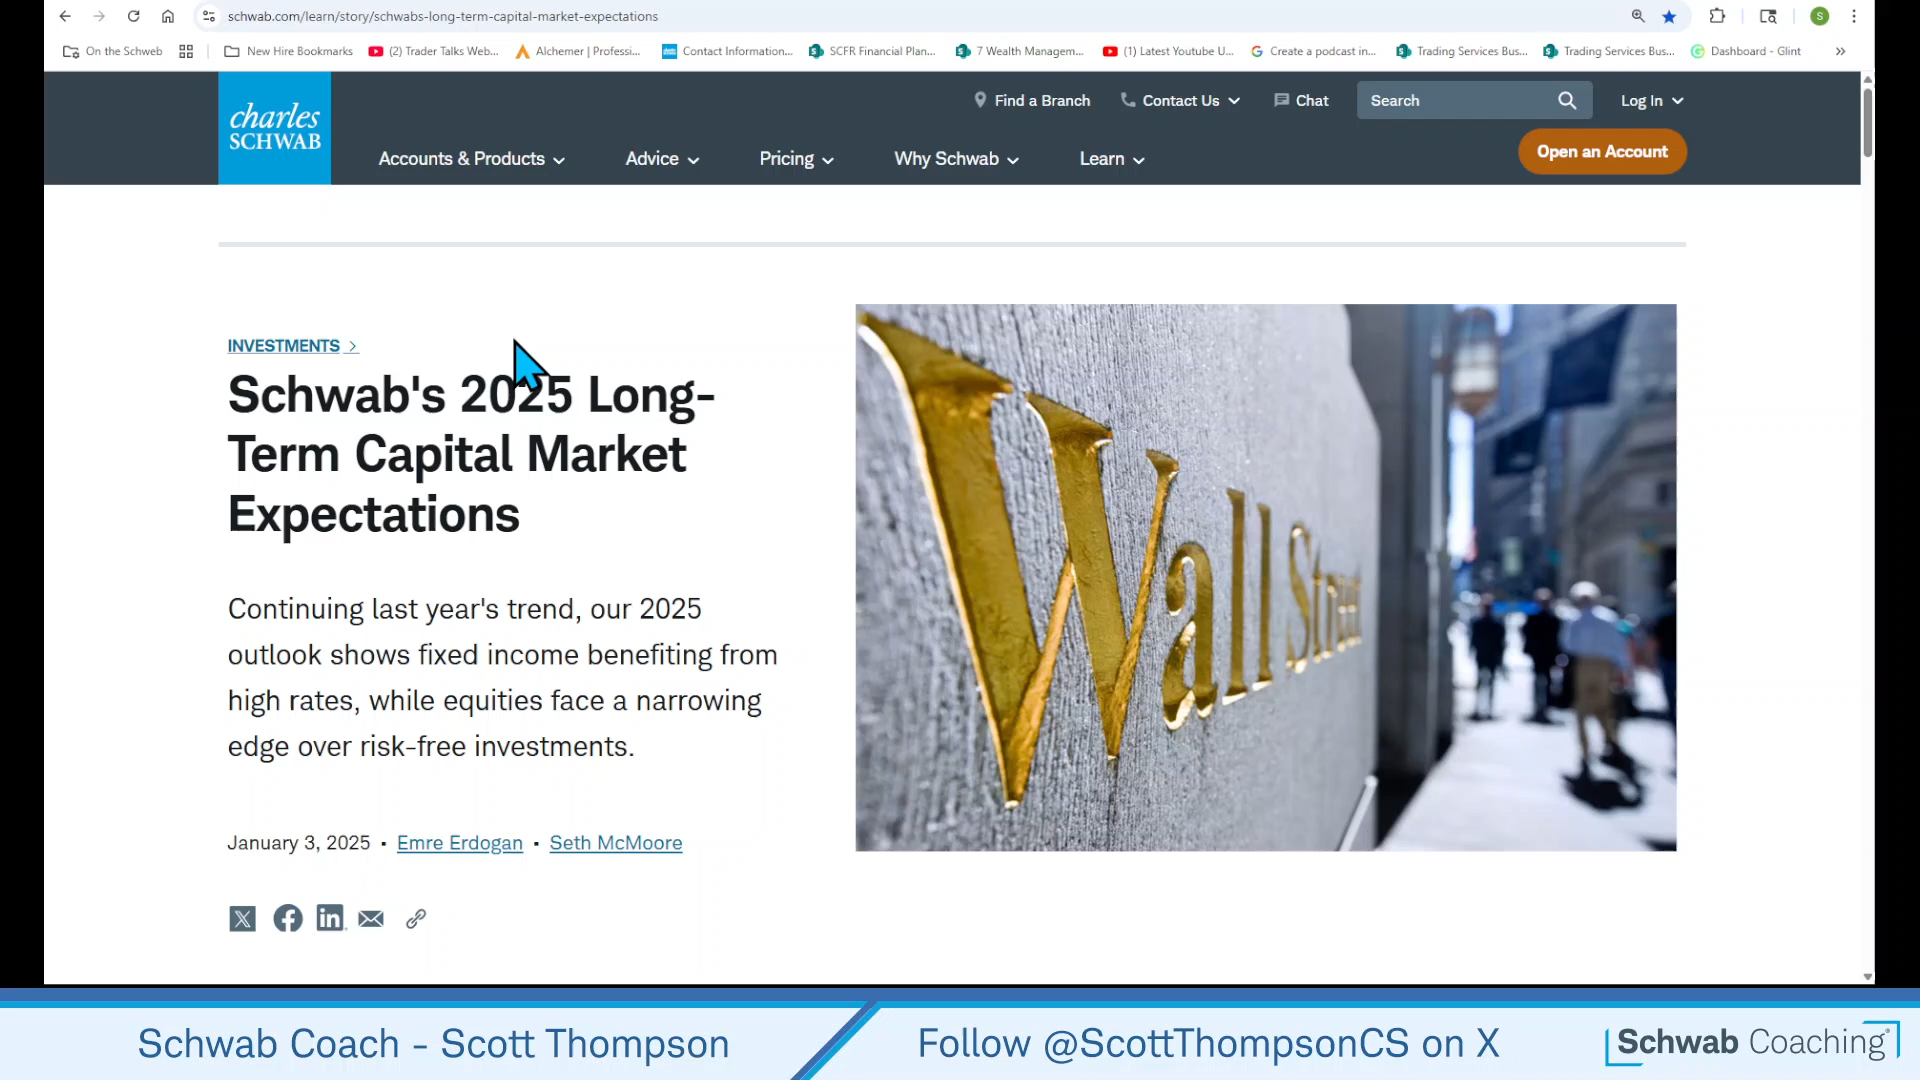 schwab.com/learn/story/schwabs-long-term-capital-market-expectations
S
On the Schweb
New Hire Bookmarks
(2) Trader Talks Web...
Alchemer | Professi...
Contact Information...
SCFR Financial Plan...
7 Wealth Managem...
(1) Latest Youtube U...
Create a podcast in...
Trading Services Bus...
Trading Services Bus...
Dashboard - Glint
charles
SCHWAB
Find a Branch
Contact Us
Chat
Search
Log In
Accounts & Products
Advice
Pricing
Why Schwab
Learn
Open an Account
INVESTMENTS >
Schwab's 2025 Long-
Term Capital Market
Expectations
Continuing last year's trend, our 2025
outlook shows fixed income benefiting from
high rates, while equities face a narrowing
edge over risk-free investments.
January 3, 2025 • Emre Erdogan • Seth McMoore
Wall Street
Schwab Coach - Scott Thompson
Follow @ScottThompsonCS on X
Schwab Coaching®